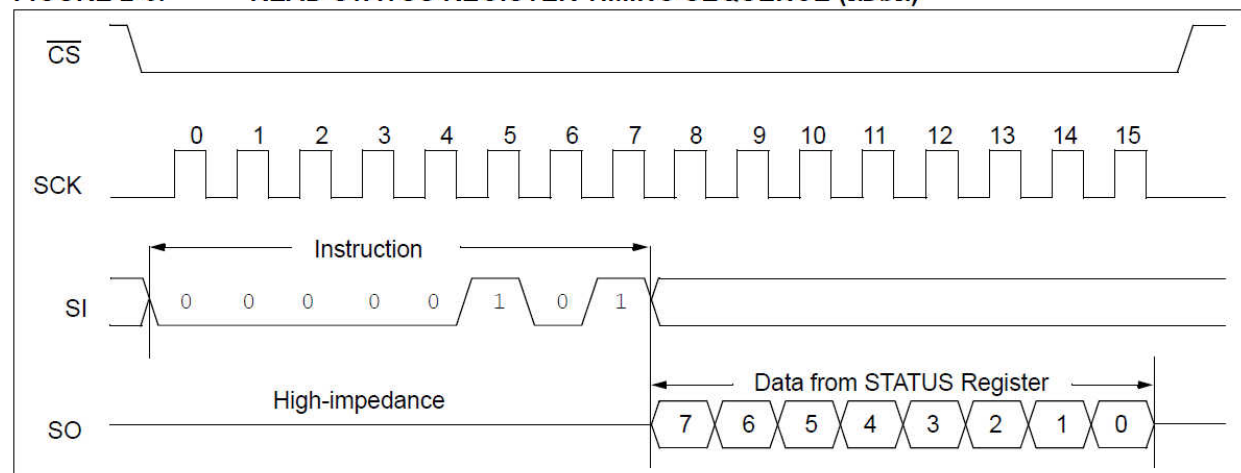 CS
0 1 2 3 4 5 6 7 8 9 10 11 12 13 14 15
SCK
Instruction
SI 0 0 0 0 0 1 0 1
Data from STATUS Register
High-impedance
SO 7 6 5 4 3 2 1 0